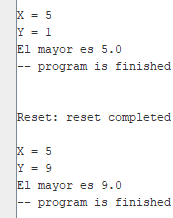 X = 5
Y = 1
El mayor es 5.0
-- program is finished
Reset: reset completed
X = 5
Y = 9
El mayor es 9.0
-- program is finished